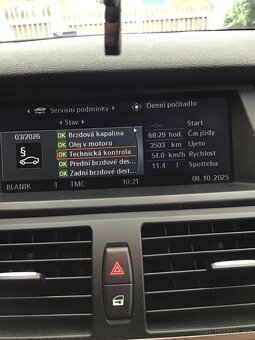 Servisní podmínky
Denní počitadlo
Stav
--:-- Start
03/2026
OK Brzdová kapalina
68:29 hod. Čas jízdy
OK Olej v motoru
3503 km Ujeto
§
OK Technická kontrola
54.0 km/h Rychlost
OK Přední brzdové dest...
11.4 l Spotřeba
OK Zadní brzdové dest...
BLANIK 1 TMC 10:21 08.10.2025